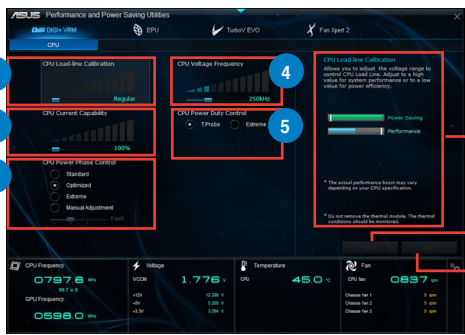 ASUS Performance and Power Saving Utilities
DIGI+ VRM
EPU
TurboV EVO
Fan Xpert 2
CPU
CPU Load-line Calibration
Regular
CPU Current Capability
100%
CPU Power Phase Control
Standard
Optimized
Extreme
Manual Adjustment
Fast
CPU Voltage Frequency
250kHz
4
CPU Power Duty Control
T.Probe
Extreme
5
CPU Load-line Calibration
Allows you to adjust the voltage range to
control CPU Load Line. Adjust to a high
value for system performance or to a low
value for power efficiency.
Power Saving
Performance
* The actual performance boost may vary
depending on your CPU specification.
* Do not remove the thermal module. The thermal
conditions should be monitored.
CPU Frequency
0797.8 MHz
99.7 x 8
GPU Frequency
0598.0 MHz
Voltage
VCCIN
1.776 v
+12V
12.288 v
+5V
+3.3V
Temperature
CPU
45.0 °c
Fan
CPU Fan
0837 rpm
Chassis fan 1
0 rpm
Chassis fan 2
0 rpm
Chassis fan 3
0 rpm